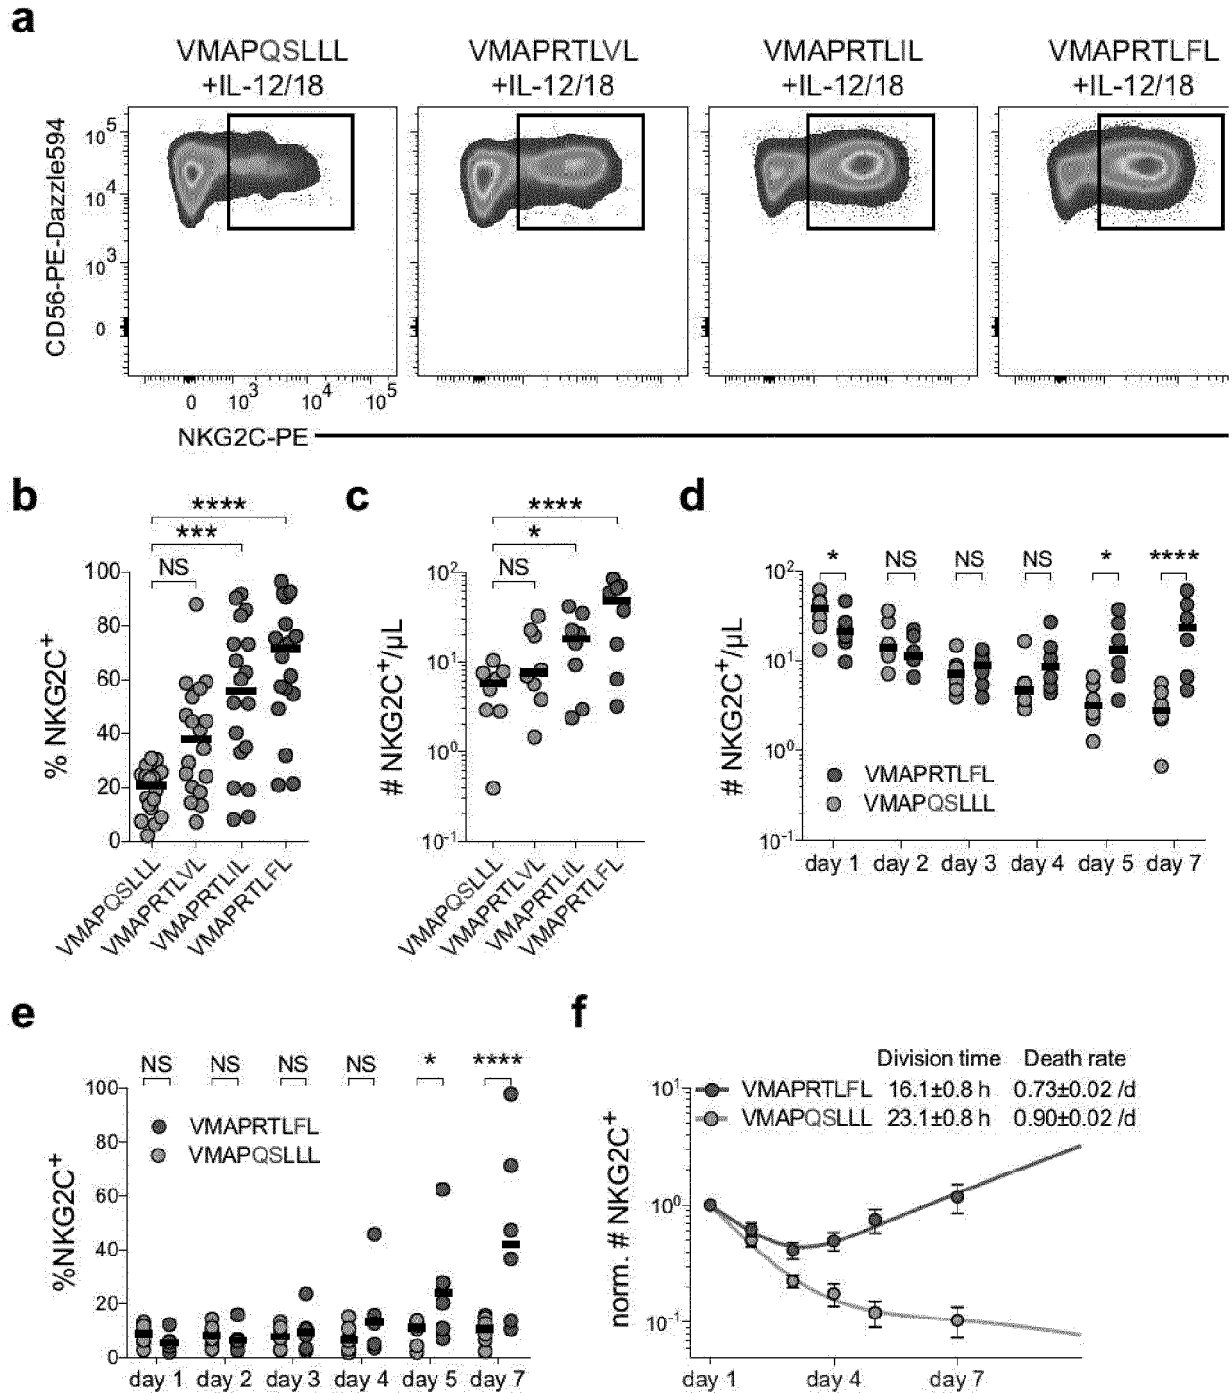 a
VMAPQSLLL VMAPRTLVL VMAPRTLIL VMAPRTLFL
+IL-12/18 +IL-12/18 +IL-12/18 +IL-12/18
CD56-PE-Dazzle594
10^5
10^4
10^3
0
0 10^3 10^4 10^5
NKG2C-PE
b
**** 
***
NS
% NKG2C+
100
80
60
40
20
0
VMAPQSLLL
VMAPRTLVL
VMAPRTLIL
VMAPRTLFL
c
****
*
NS
# NKG2C+/µL
10^2
10^1
10^0
10^-1
VMAPQSLLL
VMAPRTLVL
VMAPRTLIL
VMAPRTLFL
d
* NS NS NS * ****
# NKG2C+/µL
10^2
10^1
10^0
10^-1
VMAPRTLFL
VMAPQSLLL
day 1 day 2 day 3 day 4 day 5 day 7
e
NS NS NS NS * ****
%NKG2C+
100
80
60
40
20
0
VMAPRTLFL
VMAPQSLLL
day 1 day 2 day 3 day 4 day 5 day 7
f
Division time Death rate
VMAPRTLFL 16.1±0.8 h 0.73±0.02 /d
VMAPQSLLL 23.1±0.8 h 0.90±0.02 /d
norm. # NKG2C+
10^1
10^0
10^-1
day 1 day 4 day 7